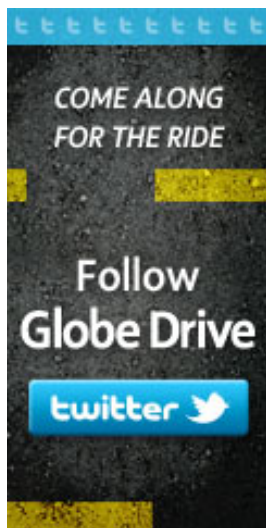 t t t t t t t t t t
COME ALONG
FOR THE RIDE
Follow
Globe Drive
twitter